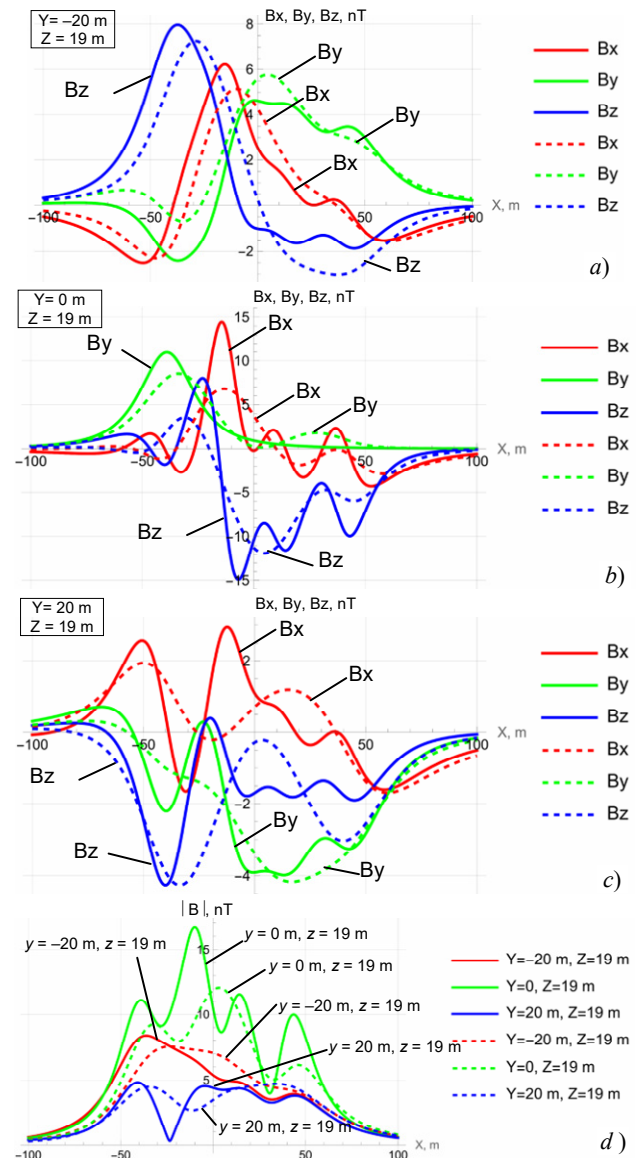 Y= −20 m
Z = 19 m
Bx, By, Bz, nT
8
6
4
2
−2
−100
−50
50
100
X, m
Bz
By
Bx
By
Bx
Bz
Bx
By
Bz
Bx
By
Bz
a)
Y= 0 m
Z = 19 m
Bx, By, Bz, nT
15
10
5
−5
−10
−15
−100
−50
50
100
X, m
By
Bx
Bx
By
Bz
Bz
Bx
By
Bz
Bx
By
Bz
b)
Y= 20 m
Z = 19 m
Bx, By, Bz, nT
2
−2
−4
−100
−50
50
100
X, m
Bx
Bx
Bz
By
Bz
By
Bx
By
Bz
Bx
By
Bz
c)
| B |, nT
15
10
5
−100
−50
50
100
X, m
y = −20 m, z = 19 m
y = 0 m, z = 19 m
y = 0 m, z = 19 m
y = −20 m, z = 19 m
y = 20 m, z = 19 m
y = 20 m, z = 19 m
Y=−20 m, Z=19 m
Y=0, Z=19 m
Y=20 m, Z=19 m
Y=−20 m, Z=19 m
Y=0, Z=19 m
Y=20 m, Z=19 m
d)